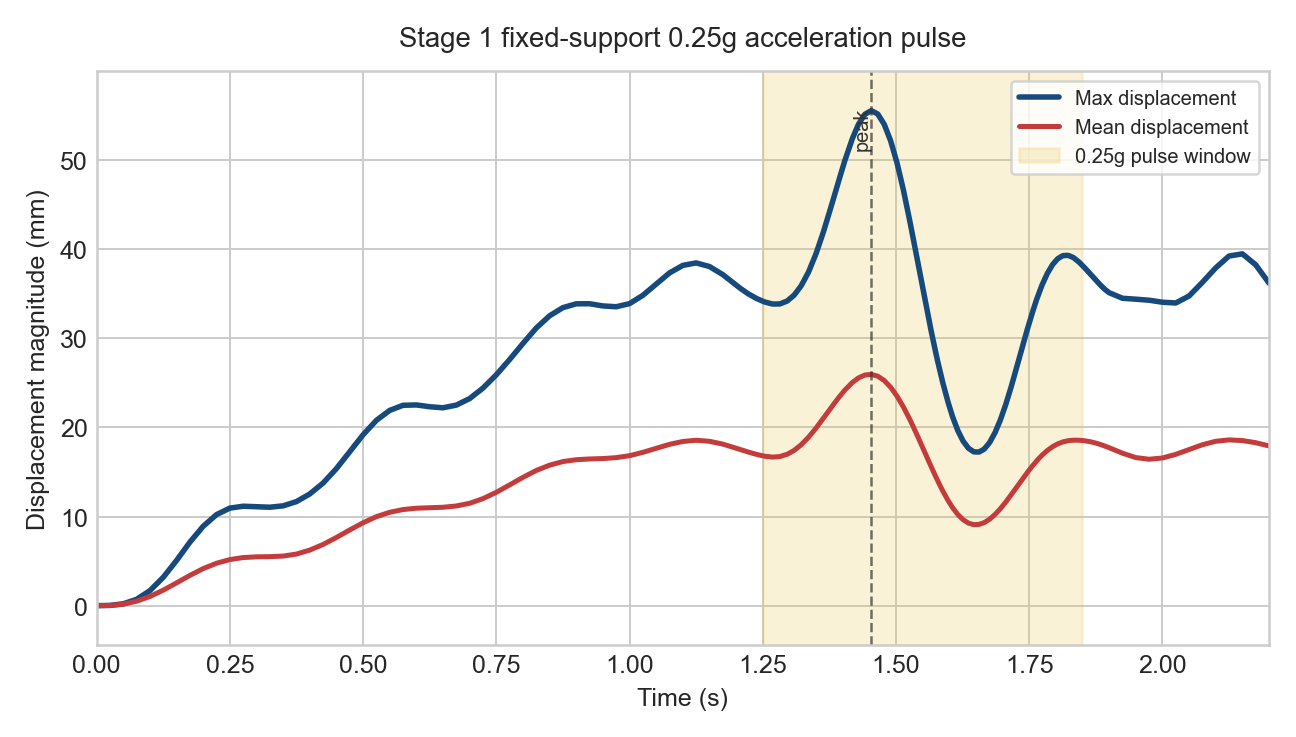 Stage 1 fixed-support 0.25g acceleration pulse
Displacement magnitude (mm)
50
40
30
20
10
0
peak
Max displacement
Mean displacement
0.25g pulse window
0.00 0.25 0.50 0.75 1.00 1.25 1.50 1.75 2.00
Time (s)